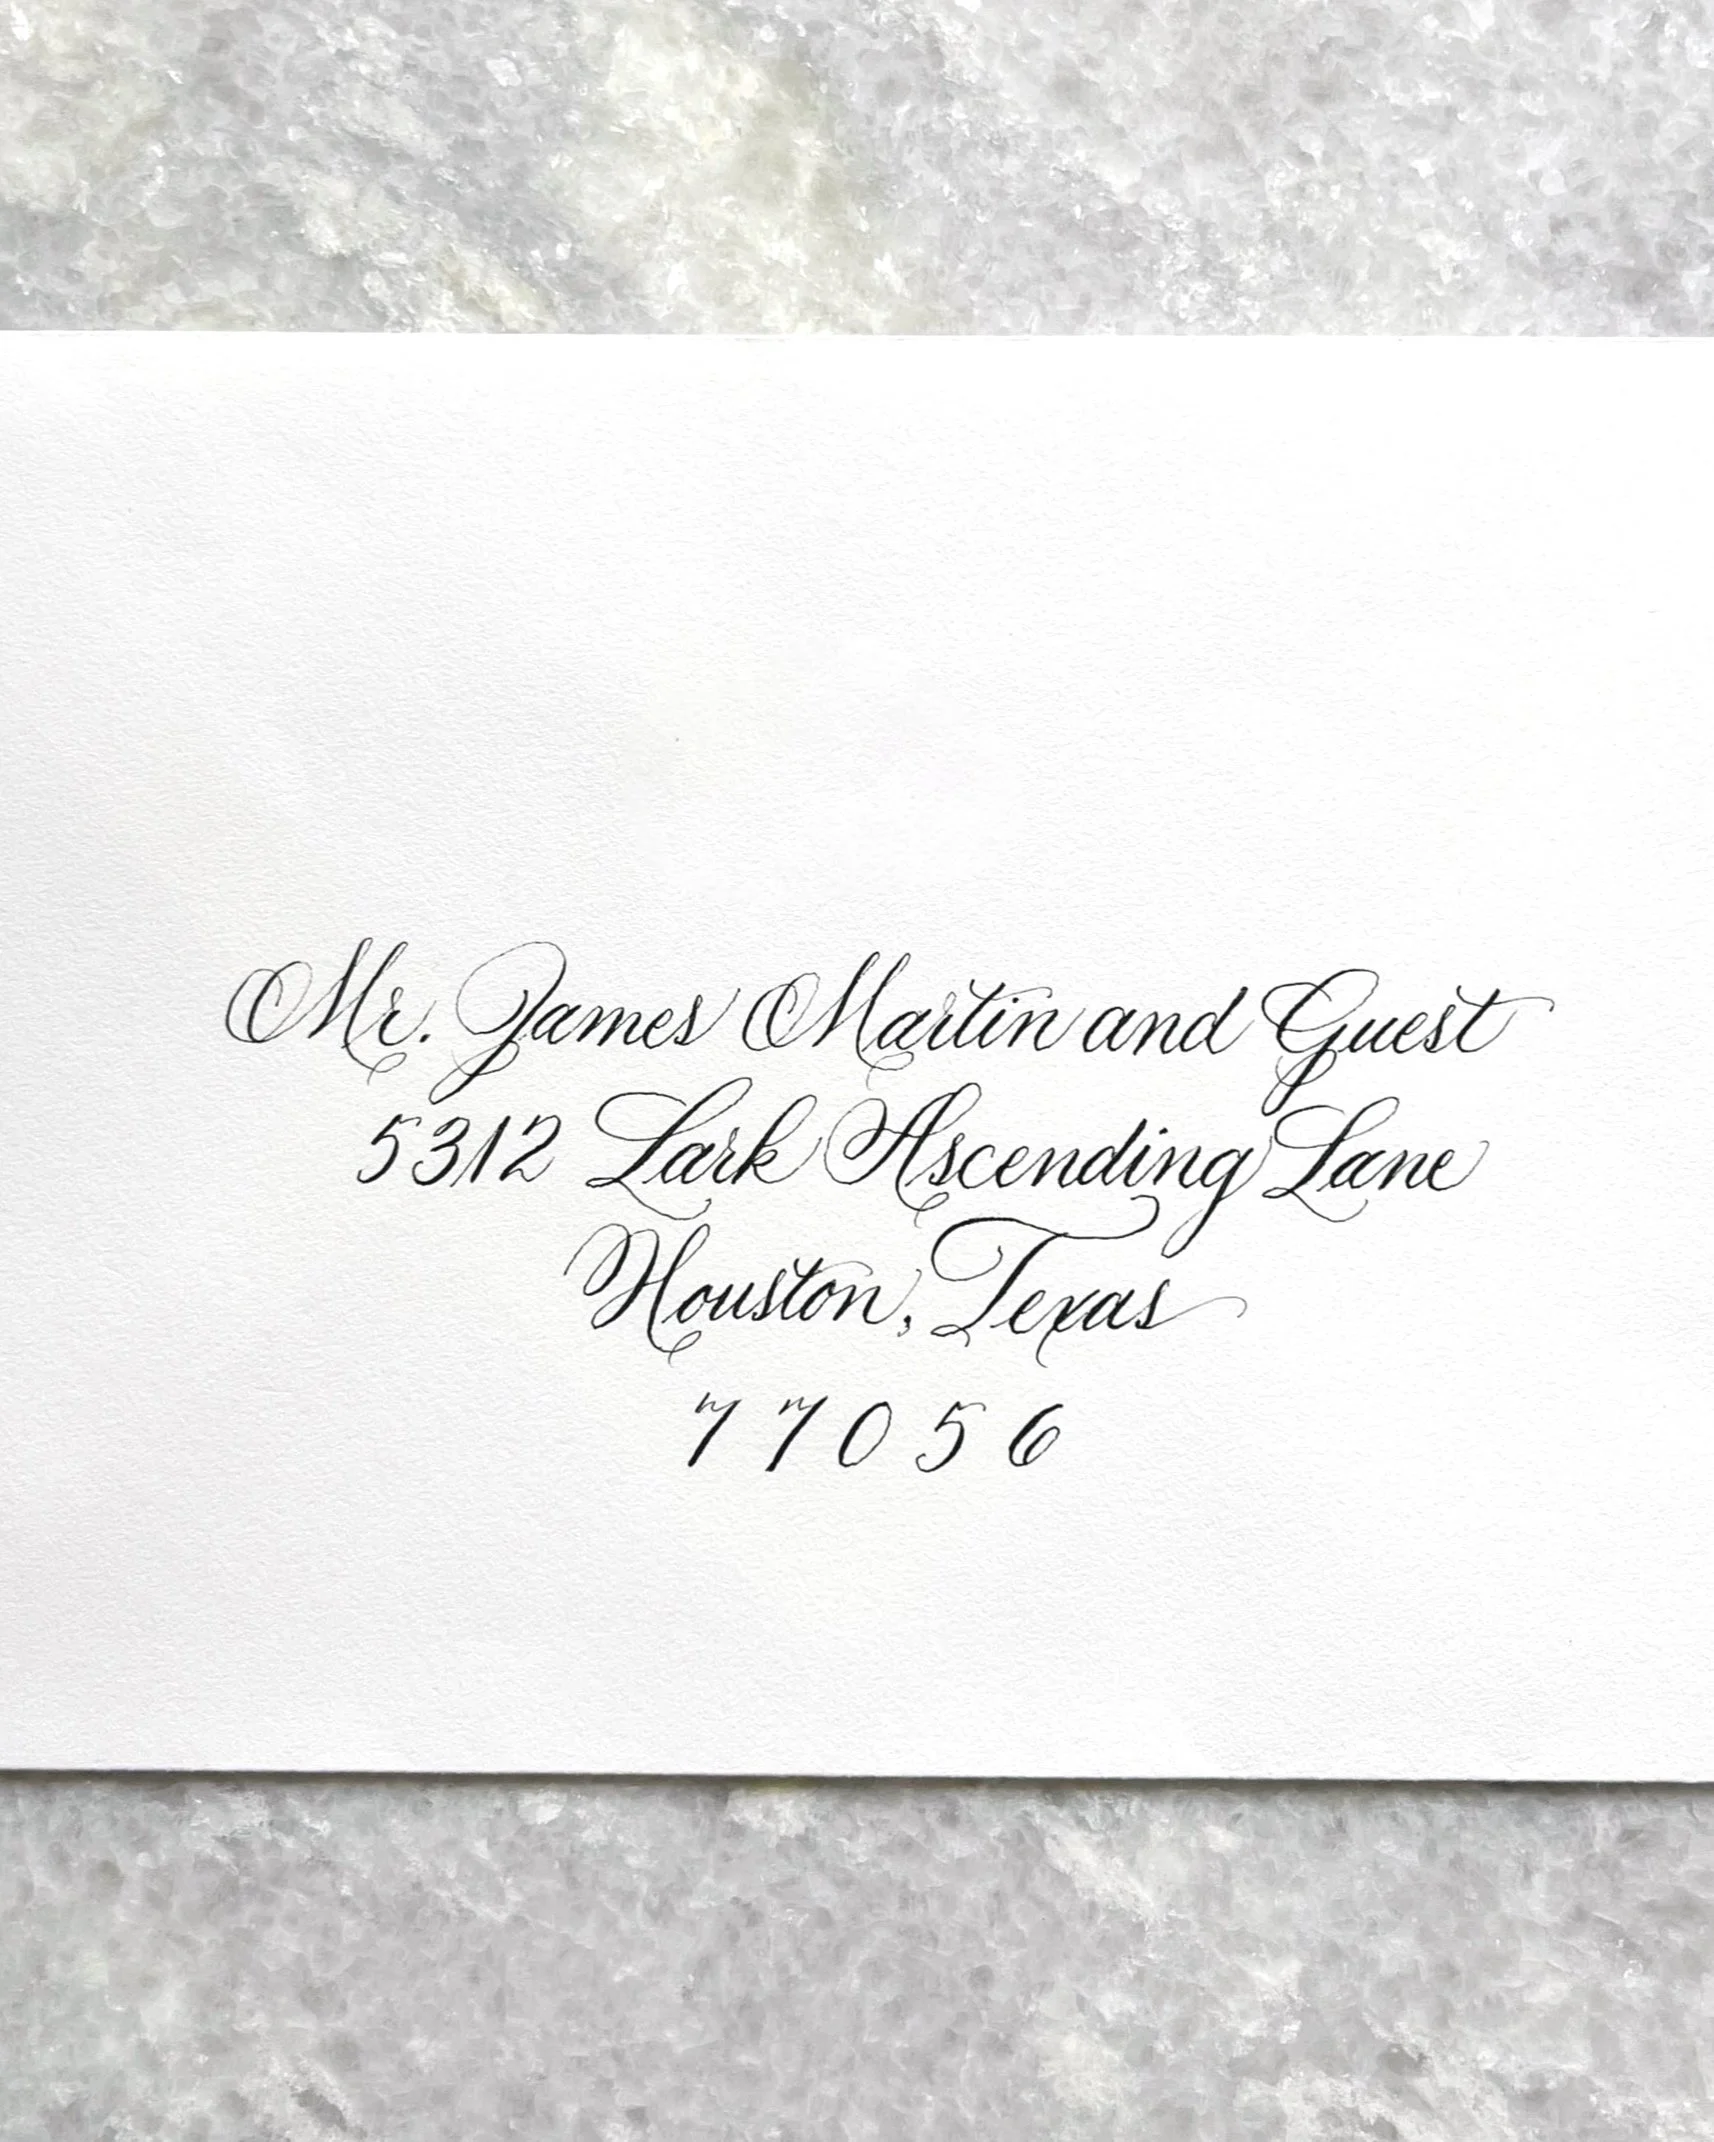 Mr. James Martin and Guest
5312 Lark Ascending Lane
Houston, Texas
77056